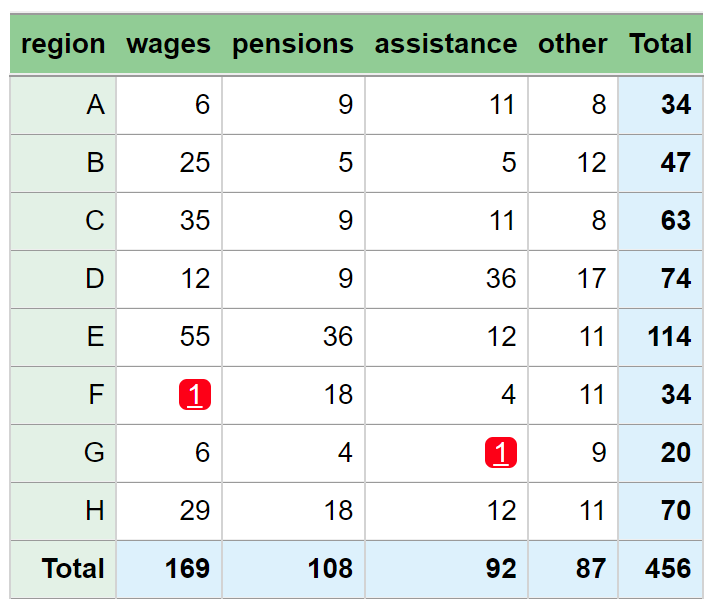 region wages pensions assistance other Total
A 6 9 11 8 34
B 25 5 5 12 47
C 35 9 11 8 63
D 12 9 36 17 74
E 55 36 12 11 114
F 1 18 4 11 34
G 6 4 1 9 20
H 29 18 12 11 70
Total 169 108 92 87 456